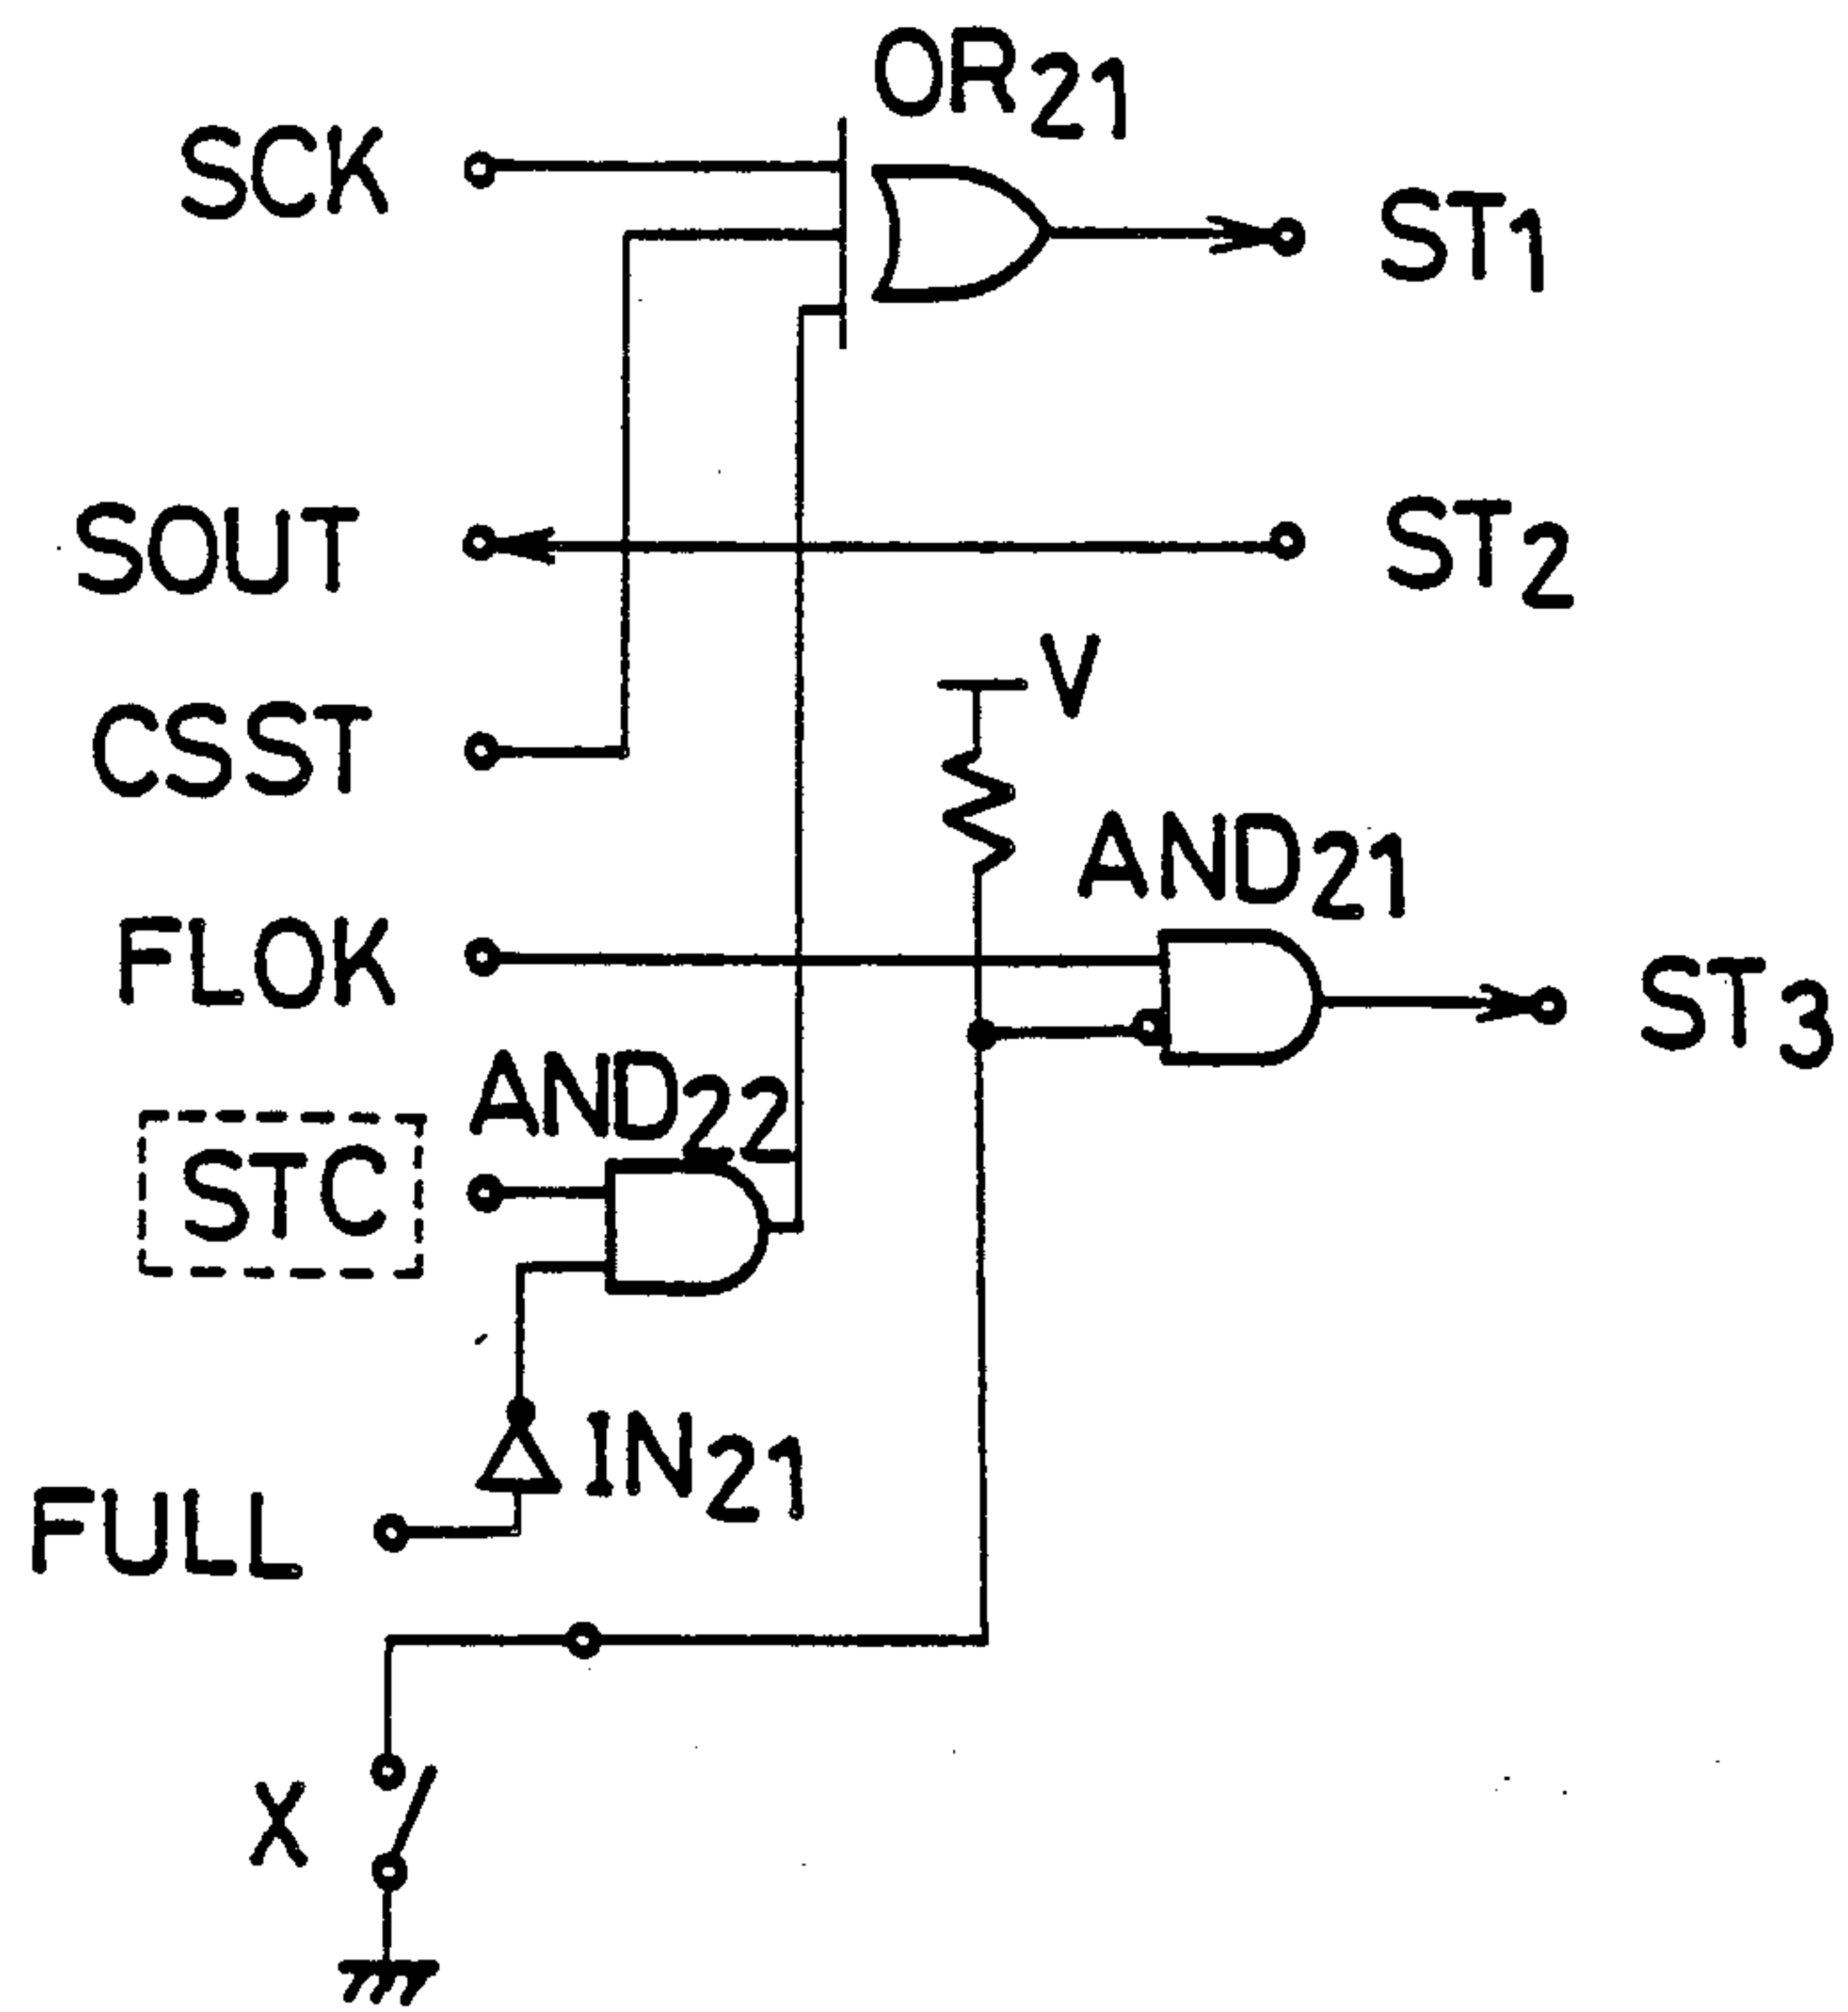 OR21
SCK
ST1
SOUT
ST2
V
CSST
AND21
FLOK
ST3
AND22
STC
IN21
FULL
X